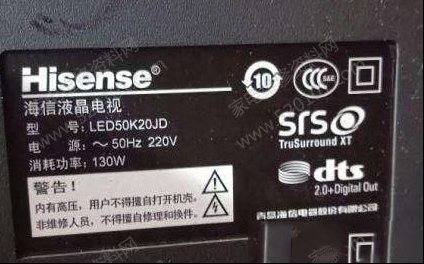 Hisense®
10
CCC
S&E
海信液晶电视
型 号: LED50K20JD
电 源: ～50Hz 220V
消耗功率: 130W
SRS
TruSurround XT
dts
2.0+Digital Out
警告!
内有高压, 用户不得擅自打开机壳。
非维修人员, 不得擅自修理和换件。
青岛海信电器股份有限公司